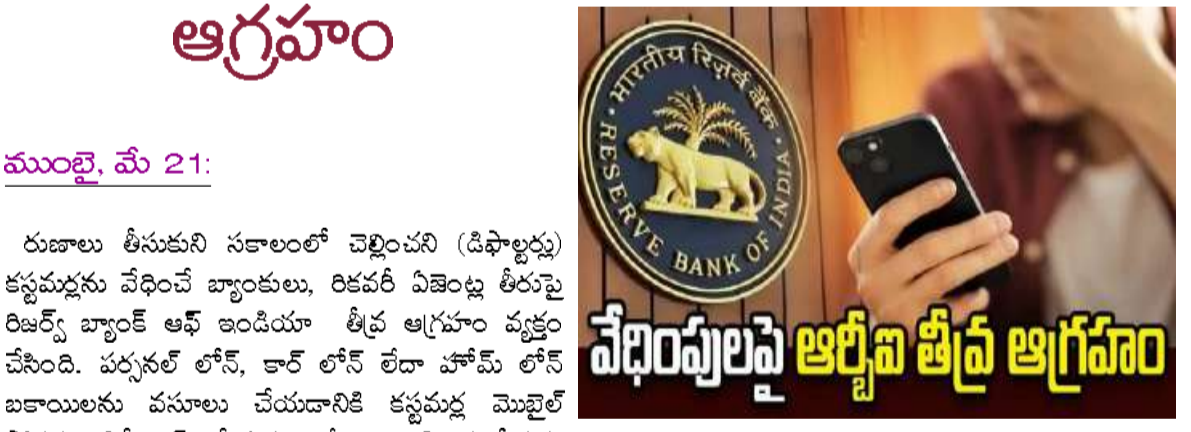 ఆగ్రహం
ముంబై, మే 21:
రుణాలు తీసుకుని సకాలంలో చెల్లించని (డిఫాల్టర్లు)
కస్టమర్లను వేధించే బ్యాంకులు, రికవరీ ఏజెంట్ల తీరుపై
రిజర్వ్ బ్యాంక్ ఆఫ్ ఇండియా తీవ్ర ఆగ్రహం వ్యక్తం
చేసింది. పర్సనల్ లోన్, కార్ లోన్ లేదా హోమ్ లోన్
బకాయిలను వసూలు చేయడానికి కస్టమర్ల మొబైల్
भारतीय रिज़र्व बैंक
RESERVE BANK OF INDIA
వేధింపులపై ఆర్బీఐ తీవ్ర ఆగ్రహం